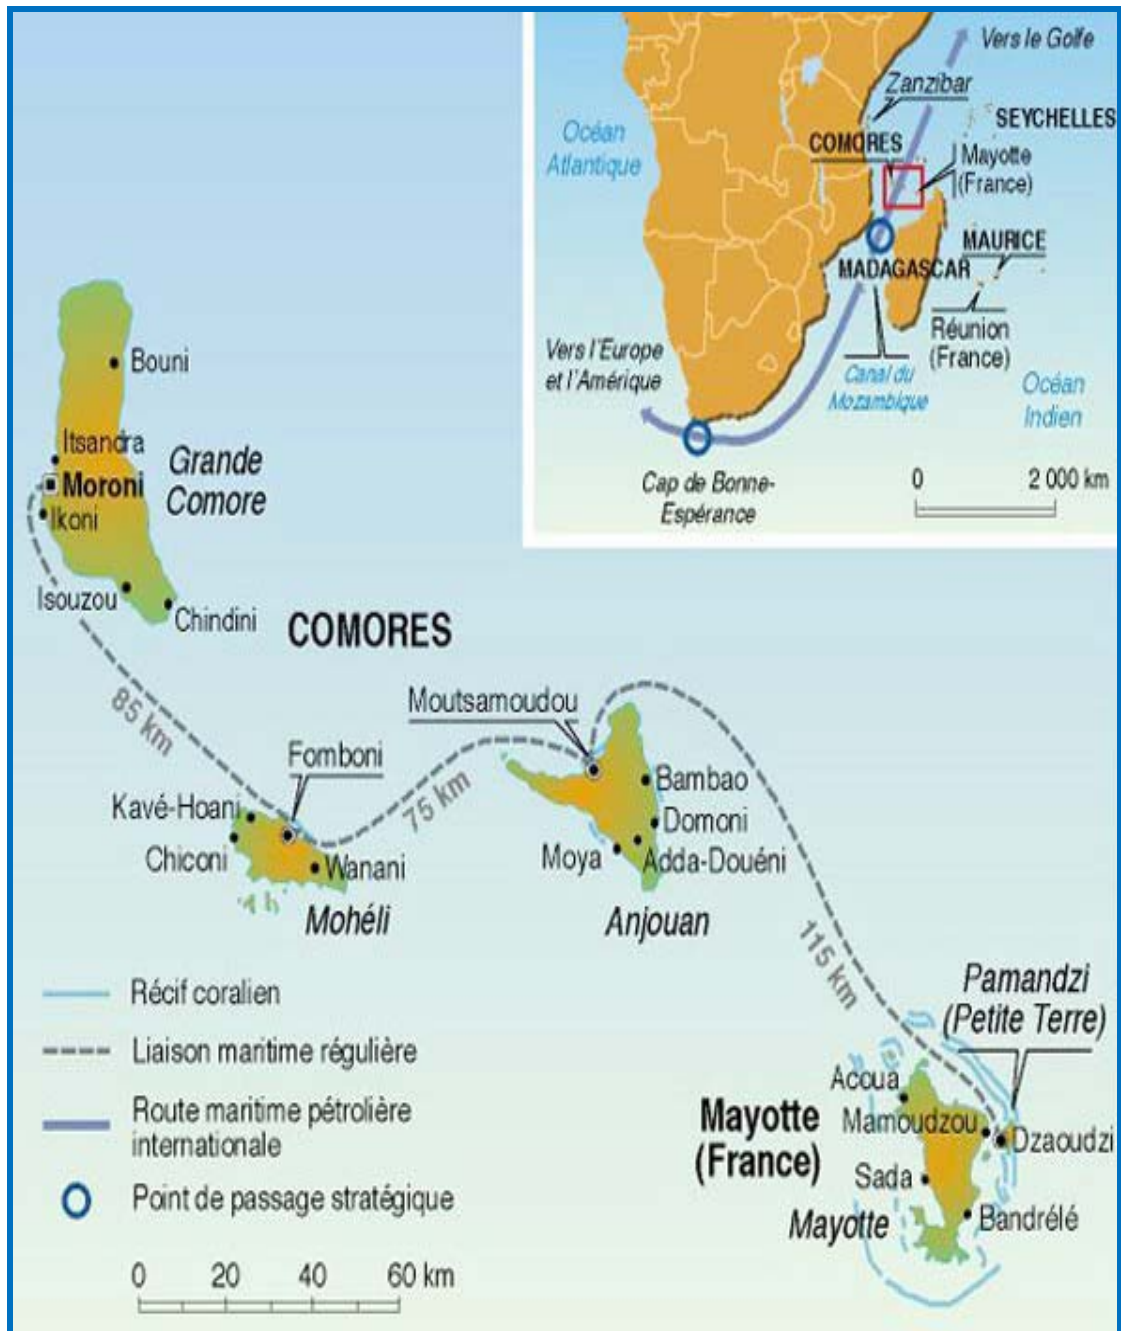 Vers le Golfe
Zanzibar
SEYCHELLES
Océan
Atlantique
COMORES
Mayotte
(France)
MAURICE
MADAGASCAR
Réunion
(France)
Vers l'Europe
et l'Amérique
Canal du
Mozambique
Océan
Indien
Cap de Bonne-
Espérance
0 2 000 km
Bouni
Itsandra
Moroni
Ikoni
Grande
Comore
Isouzou
Chindini
COMORES
85 km
Moutsamoudou
Fomboni
75 km
Kavé-Hoani
Chiconi
Wanani
Mohéli
Bambao
Domoni
Moya
Adda-Douéni
Anjouan
115 km
Pamandzi
(Petite Terre)
Acoua
Mamoudzou
Dzaoudzi
Mayotte
(France)
Sada
Mayotte
Bandrélé
Récif coralien
Liaison maritime régulière
Route maritime pétrolière
internationale
Point de passage stratégique
0 20 40 60 km